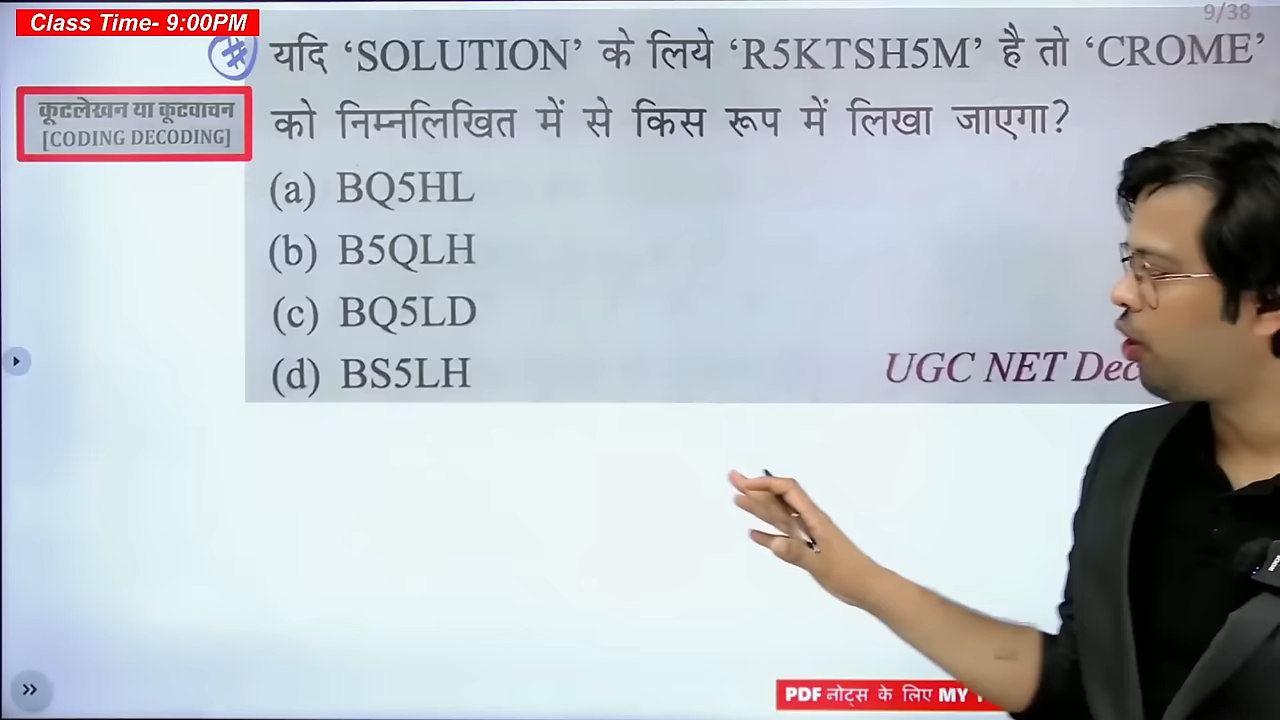 Class Time- 9:00PM
9/38
# यदि ‘SOLUTION’ के लिये ‘R5KTSH5M’ है तो ‘CROME’
को निम्नलिखित में से किस रूप में लिखा जाएगा?
कूटलेखन या कूटवाचन
[CODING DECODING]
(a) BQ5HL
(b) B5QLH
(c) BQ5LD
(d) BS5LH
UGC NET Dec
PDF नोट्स के लिए MY